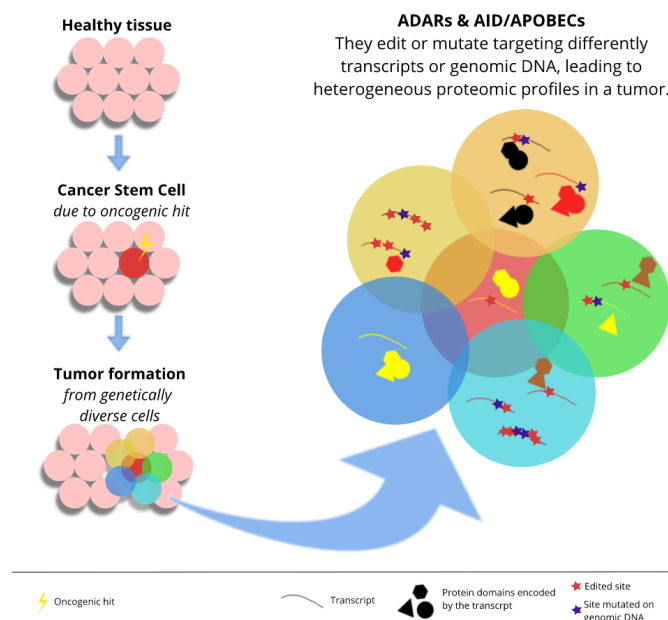 Healthy tissue
Cancer Stem Cell
due to oncogenic hit
Tumor formation
from genetically
diverse cells
ADARs & AID/APOBECs
They edit or mutate targeting differently
transcripts or genomic DNA, leading to
heterogeneous proteomic profiles in a tumor.
Oncogenic hit
Transcript
Protein domains encoded
by the transcrpt
Edited site
Site mutated on
genomic DNA